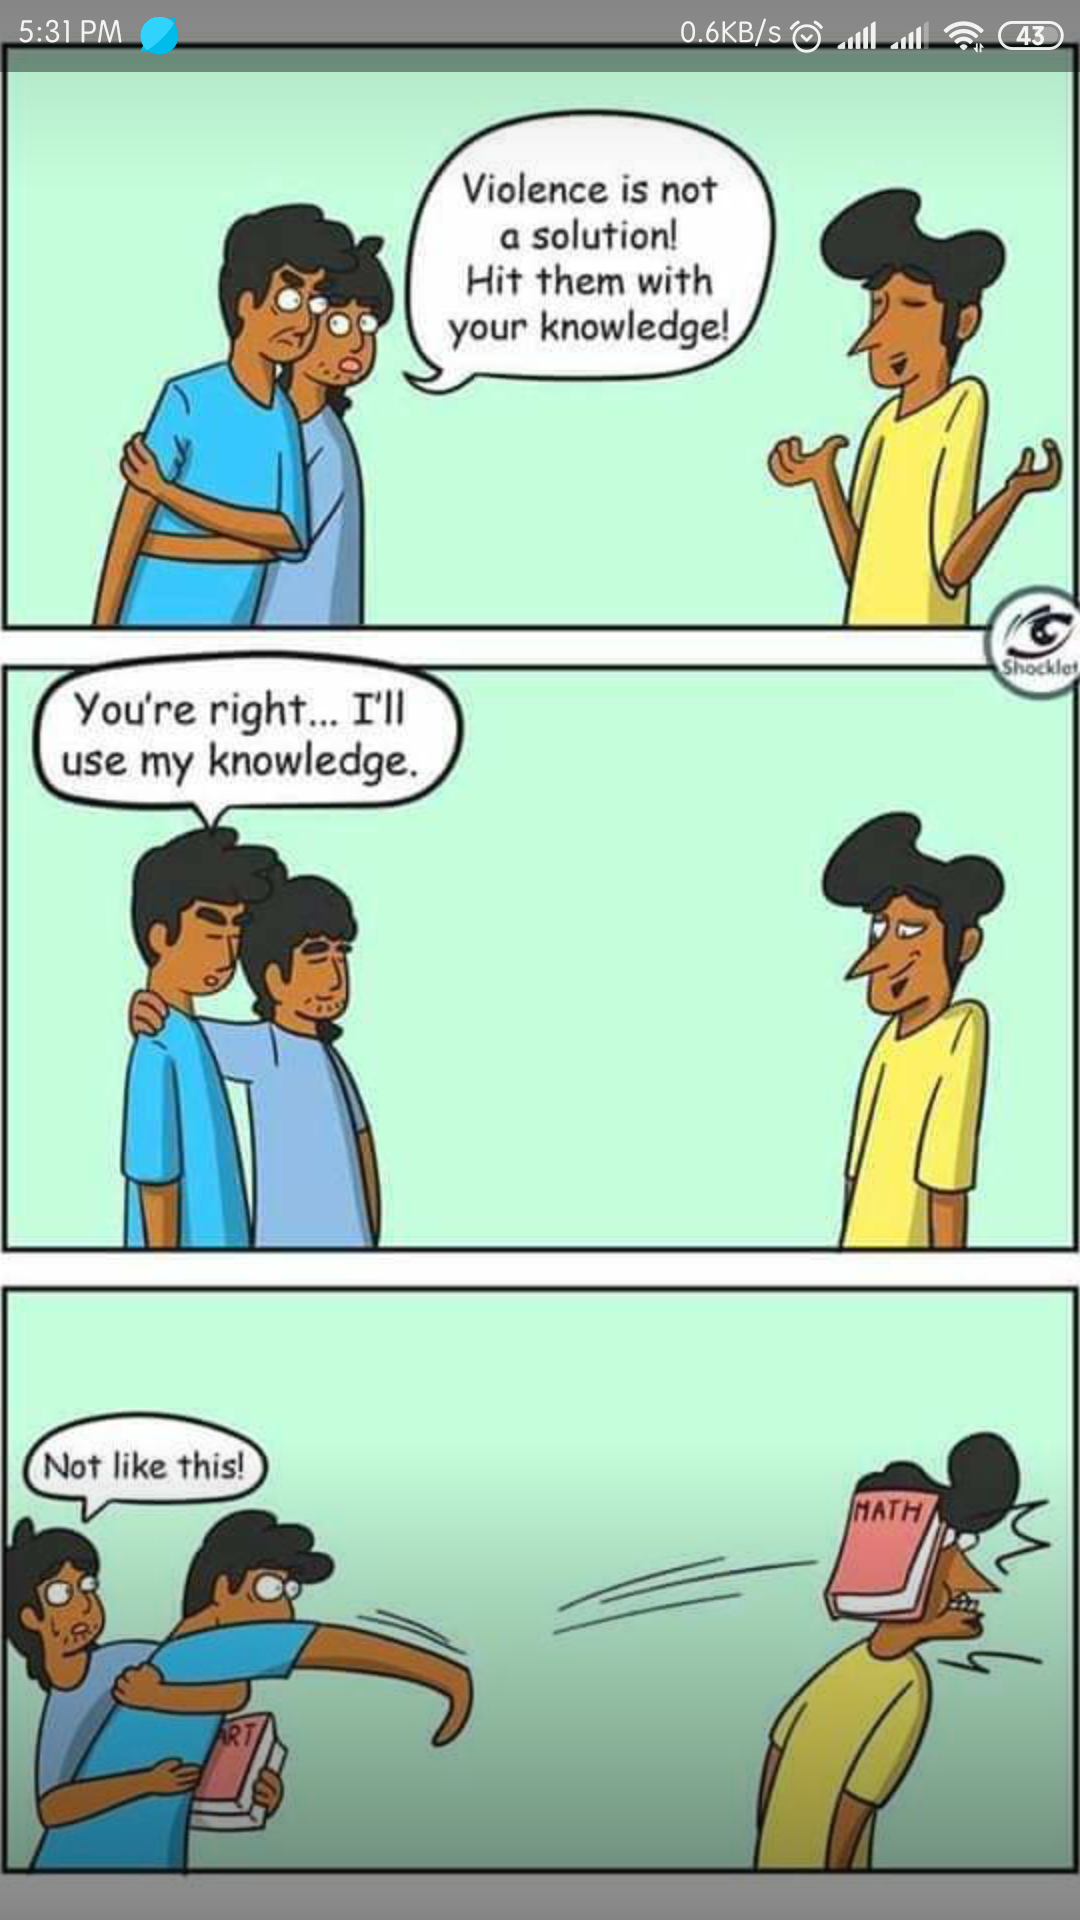 5:31 PM
0.6KB/s
43
Violence is not
a solution!
Hit them with
your knowledge!
Shocklet
You're right... I'll
use my knowledge.
Not like this!
MATH
ART